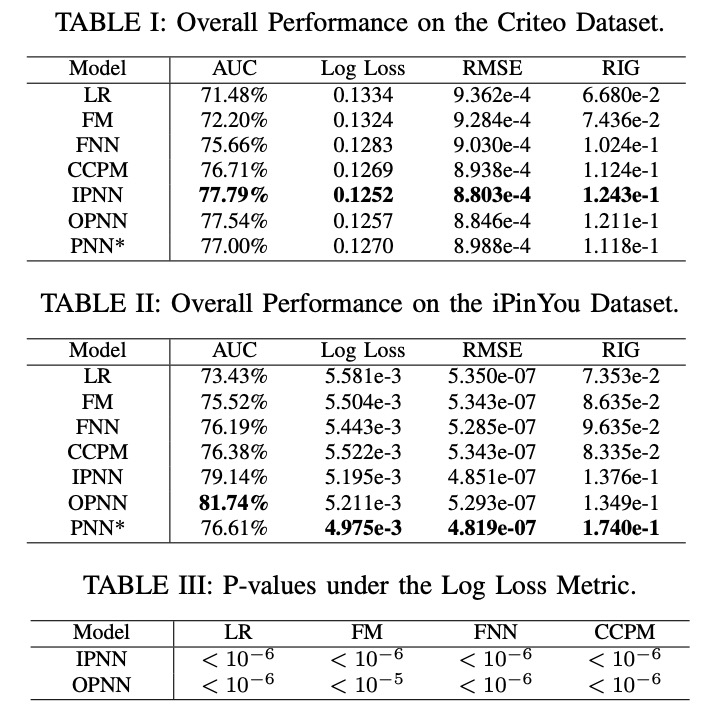 TABLE I: Overall Performance on the Criteo Dataset.
Model AUC Log Loss RMSE RIG
LR 71.48% 0.1334 9.362e-4 6.680e-2
FM 72.20% 0.1324 9.284e-4 7.436e-2
FNN 75.66% 0.1283 9.030e-4 1.024e-1
CCPM 76.71% 0.1269 8.938e-4 1.124e-1
IPNN 77.79% 0.1252 8.803e-4 1.243e-1
OPNN 77.54% 0.1257 8.846e-4 1.211e-1
PNN* 77.00% 0.1270 8.988e-4 1.118e-1
TABLE II: Overall Performance on the iPinYou Dataset.
Model AUC Log Loss RMSE RIG
LR 73.43% 5.581e-3 5.350e-07 7.353e-2
FM 75.52% 5.504e-3 5.343e-07 8.635e-2
FNN 76.19% 5.443e-3 5.285e-07 9.635e-2
CCPM 76.38% 5.522e-3 5.343e-07 8.335e-2
IPNN 79.14% 5.195e-3 4.851e-07 1.376e-1
OPNN 81.74% 5.211e-3 5.293e-07 1.349e-1
PNN* 76.61% 4.975e-3 4.819e-07 1.740e-1
TABLE III: P-values under the Log Loss Metric.
Model LR FM FNN CCPM
IPNN < 10⁻⁶ < 10⁻⁶ < 10⁻⁶ < 10⁻⁶
OPNN < 10⁻⁶ < 10⁻⁵ < 10⁻⁶ < 10⁻⁶